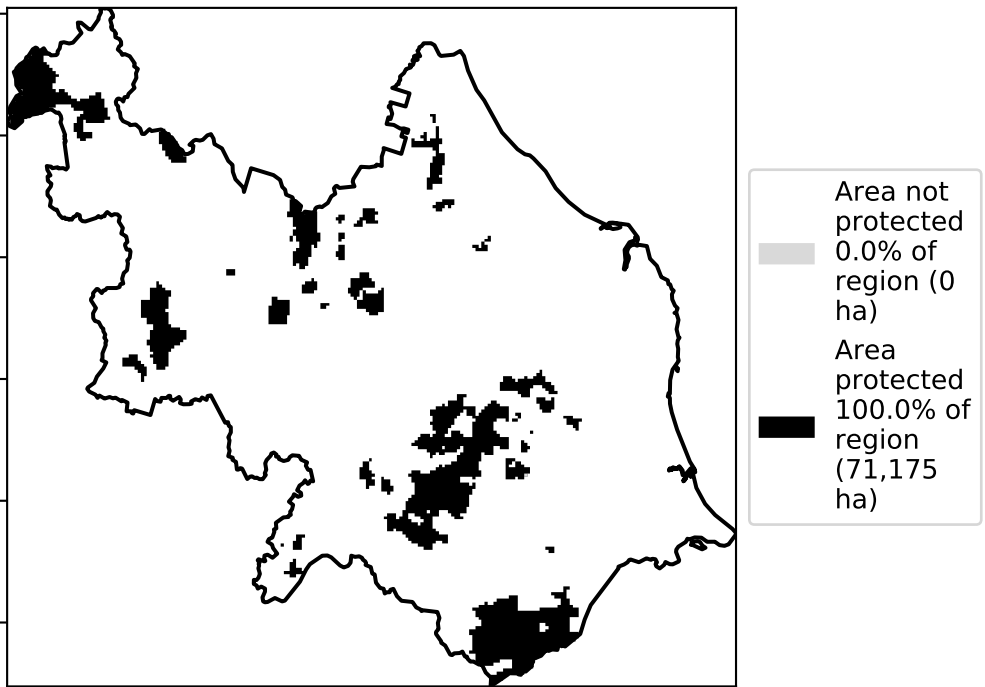 Area not
protected
0.0% of
region (0
ha)
Area
protected
100.0% of
region
(71,175
ha)